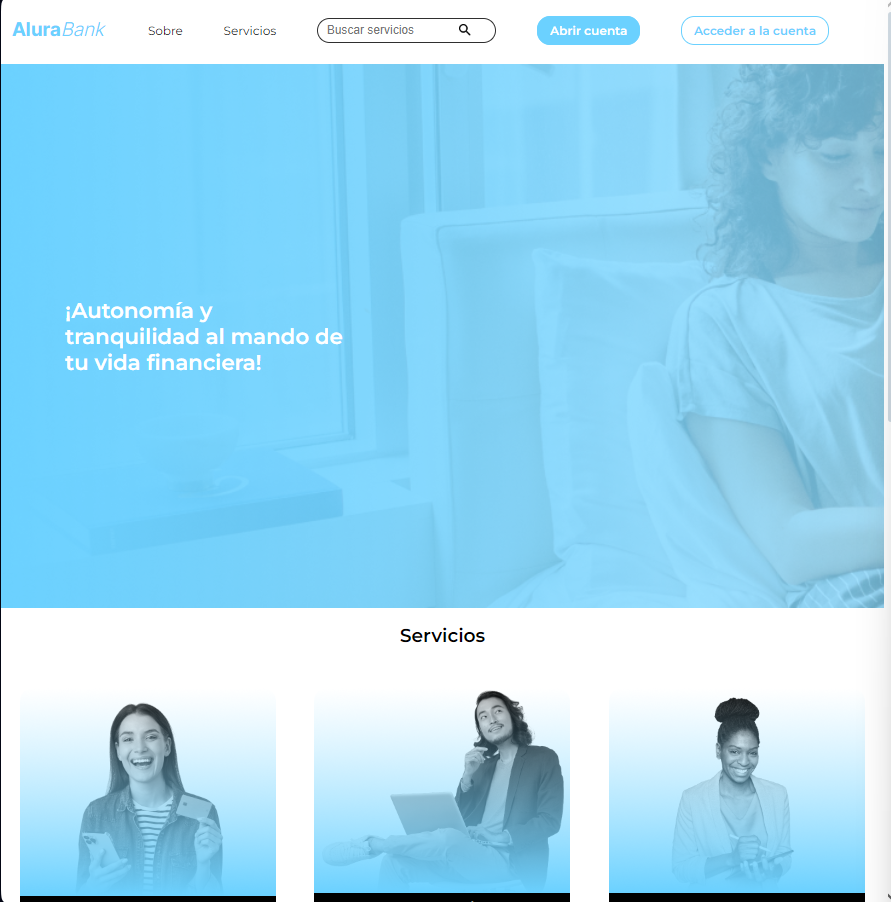 AluraBank
Sobre
Servicios
Buscar servicios
Abrir cuenta
Acceder a la cuenta
¡Autonomía y
tranquilidad al mando de
tu vida financiera!
Servicios